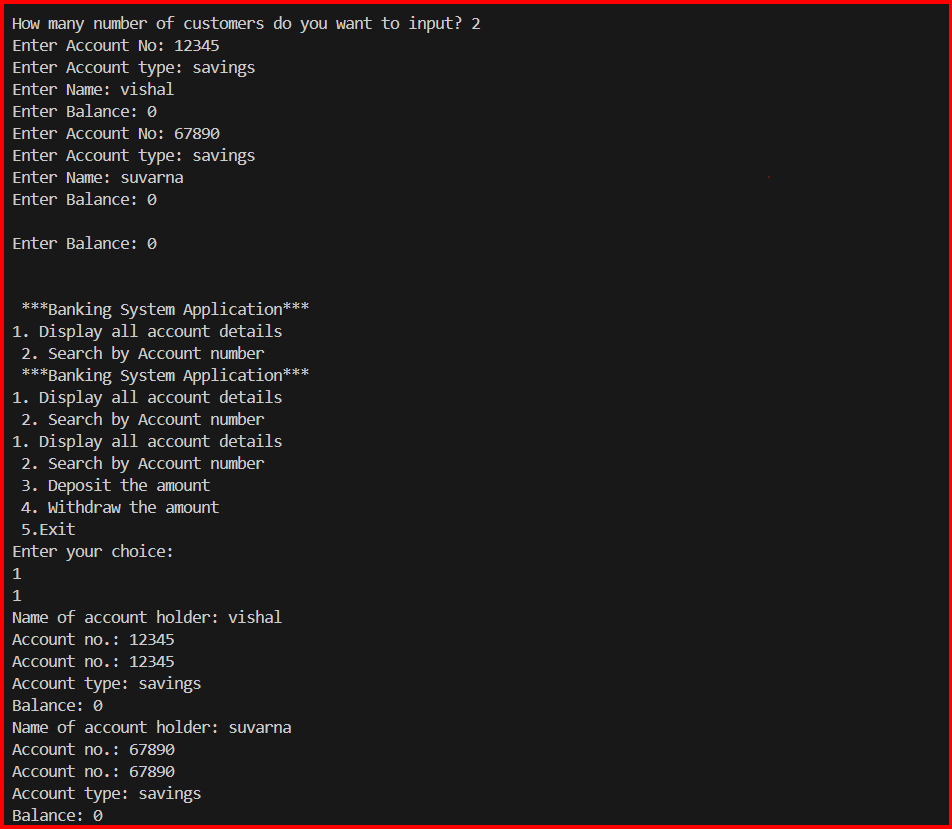 How many number of customers do you want to input? 2
Enter Account No: 12345
Enter Account type: savings
Enter Name: vishal
Enter Balance: 0
Enter Account No: 67890
Enter Account type: savings
Enter Name: suvarna
Enter Balance: 0
Enter Balance: 0
***Banking System Application***
1. Display all account details
2. Search by Account number
***Banking System Application***
1. Display all account details
2. Search by Account number
1. Display all account details
2. Search by Account number
3. Deposit the amount
4. Withdraw the amount
5.Exit
Enter your choice:
1
1
Name of account holder: vishal
Account no.: 12345
Account no.: 12345
Account type: savings
Balance: 0
Name of account holder: suvarna
Account no.: 67890
Account no.: 67890
Account type: savings
Balance: 0